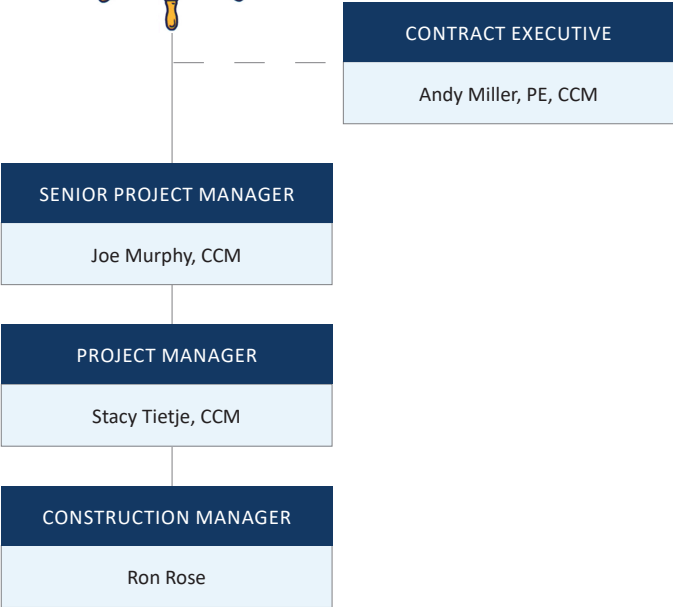 CONTRACT EXECUTIVE
Andy Miller, PE, CCM
SENIOR PROJECT MANAGER
Joe Murphy, CCM
PROJECT MANAGER
Stacy Tietje, CCM
CONSTRUCTION MANAGER
Ron Rose